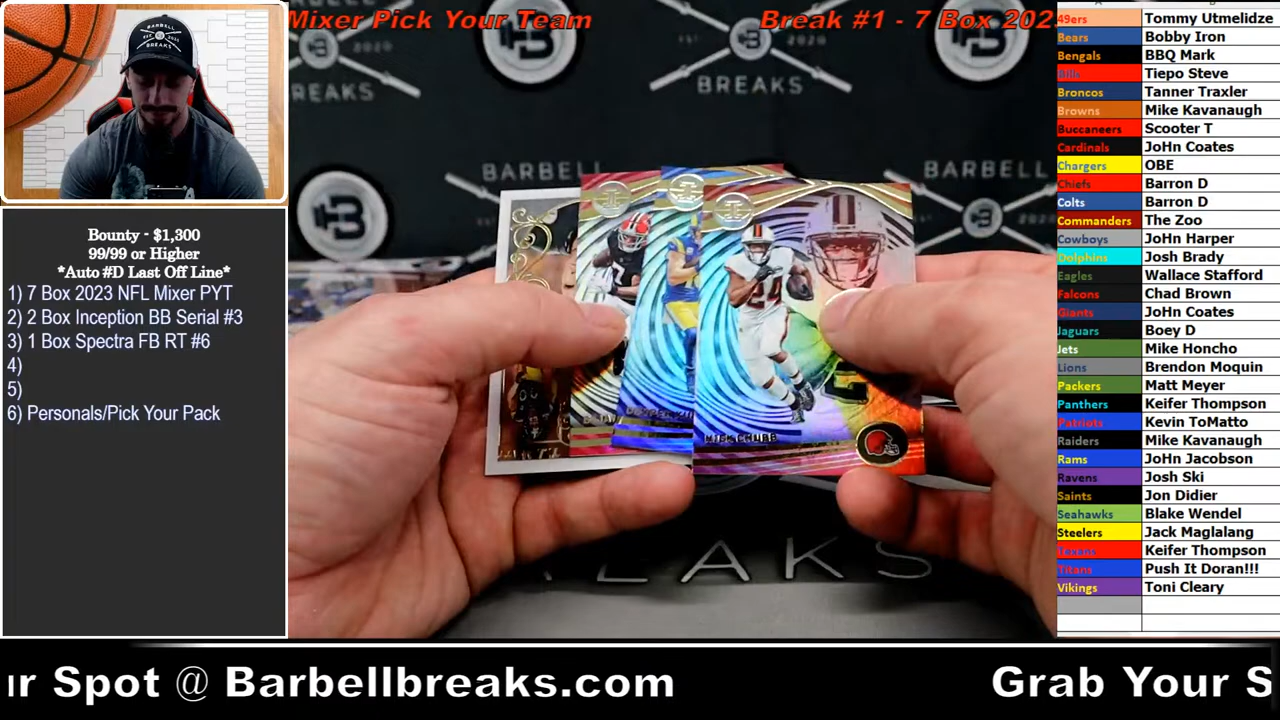 Mixer Pick Your Team
Break #1 - 7 Box 202
BARBELL
BREAKS
BREAKS
BREAKS
BARBELL
BARBELL
NICK CHUBB
EAKS
Bounty - $1,300
99/99 or Higher
*Auto #D Last Off Line*
1) 7 Box 2023 NFL Mixer PYT
2) 2 Box Inception BB Serial #3
3) 1 Box Spectra FB RT #6
4)
5)
6) Personals/Pick Your Pack
49ers Tommy Utmelidze
Bears Bobby Iron
Bengals BBQ Mark
Bills Tiepo Steve
Broncos Tanner Traxler
Browns Mike Kavanaugh
Buccaneers Scooter T
Cardinals JoHn Coates
Chargers OBE
Chiefs Barron D
Colts Barron D
Commanders The Zoo
Cowboys JoHn Harper
Dolphins Josh Brady
Eagles Wallace Stafford
Falcons Chad Brown
Giants JoHn Coates
Jaguars Boey D
Jets Mike Honcho
Lions Brendon Moquin
Packers Matt Meyer
Panthers Keifer Thompson
Patriots Kevin ToMatto
Raiders Mike Kavanaugh
Rams JoHn Jacobson
Ravens Josh Ski
Saints Jon Didier
Seahawks Blake Wendel
Steelers Jack Maglalang
Texans Keifer Thompson
Titans Push It Doran!!!
Vikings Toni Cleary
ur Spot @ Barbellbreaks.com
Grab Your S